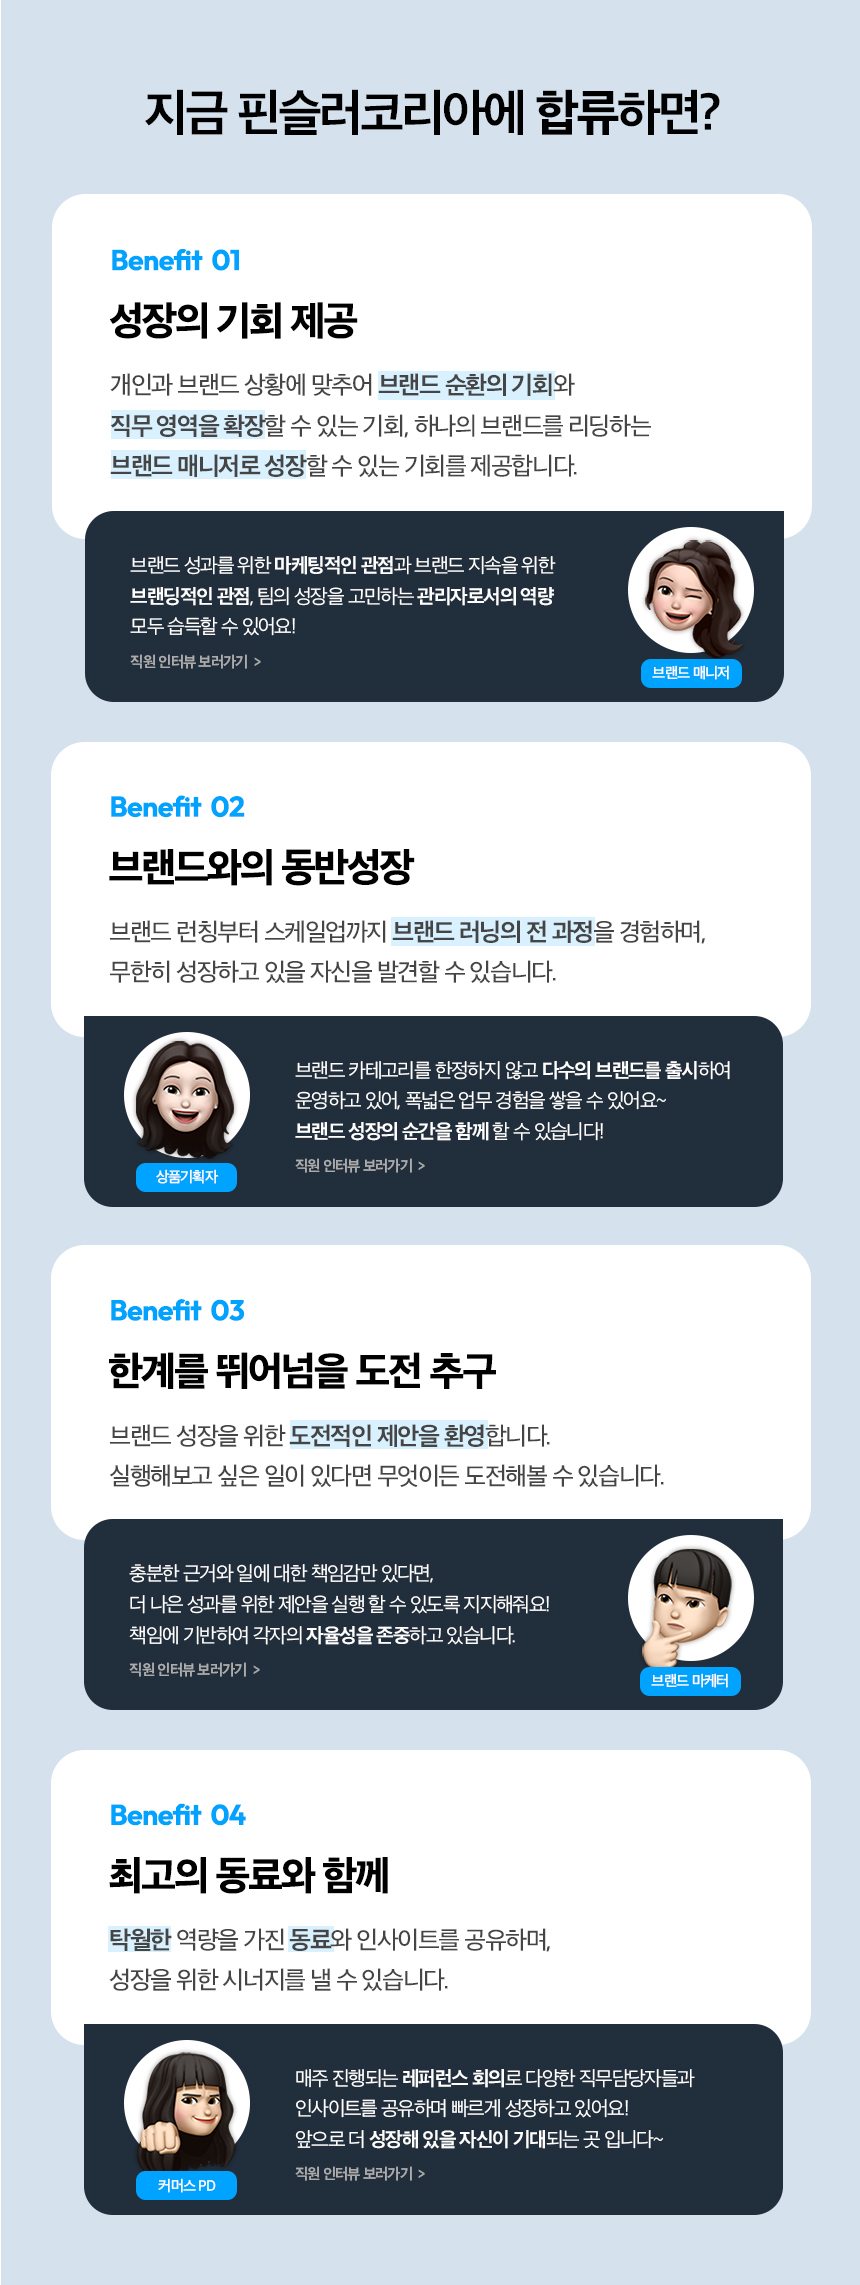 지금 핀슬러코리아에 합류하면?
Benefit 01
성장의 기회 제공
개인과 브랜드 상황에 맞추어 브랜드 순환의 기회와
직무 영역을 확장할 수 있는 기회, 하나의 브랜드를 리딩하는
브랜드 매니저로 성장할 수 있는 기회를 제공합니다.
브랜드 성과를 위한 마케팅적인 관점과 브랜드 지속을 위한
브랜딩적인 관점, 팀의 성장을 고민하는 관리자로서의 역량
모두 습득할 수 있어요!
직원 인터뷰 보러가기 >
브랜드 매니저
Benefit 02
브랜드와의 동반성장
브랜드 런칭부터 스케일업까지 브랜드 러닝의 전 과정을 경험하며,
무한히 성장하고 있을 자신을 발견할 수 있습니다.
브랜드 카테고리를 한정하지 않고 다수의 브랜드를 출시하여
운영하고 있어, 폭넓은 업무 경험을 쌓을 수 있어요~
브랜드 성장의 순간을 함께 할 수 있습니다!
직원 인터뷰 보러가기 >
상품기획자
Benefit 03
한계를 뛰어넘을 도전 추구
브랜드 성장을 위한 도전적인 제안을 환영합니다.
실행해보고 싶은 일이 있다면 무엇이든 도전해볼 수 있습니다.
충분한 근거와 일에 대한 책임감만 있다면,
더 나은 성과를 위한 제안을 실행 할 수 있도록 지지해줘요!
책임에 기반하여 각자의 자율성을 존중하고 있습니다.
직원 인터뷰 보러가기 >
브랜드 마케터
Benefit 04
최고의 동료와 함께
탁월한 역량을 가진 동료와 인사이트를 공유하며,
성장을 위한 시너지를 낼 수 있습니다.
매주 진행되는 레퍼런스 회의로 다양한 직무담당자들과
인사이트를 공유하며 빠르게 성장하고 있어요!
앞으로 더 성장해 있을 자신이 기대되는 곳 입니다~
직원 인터뷰 보러가기 >
커머스 PD